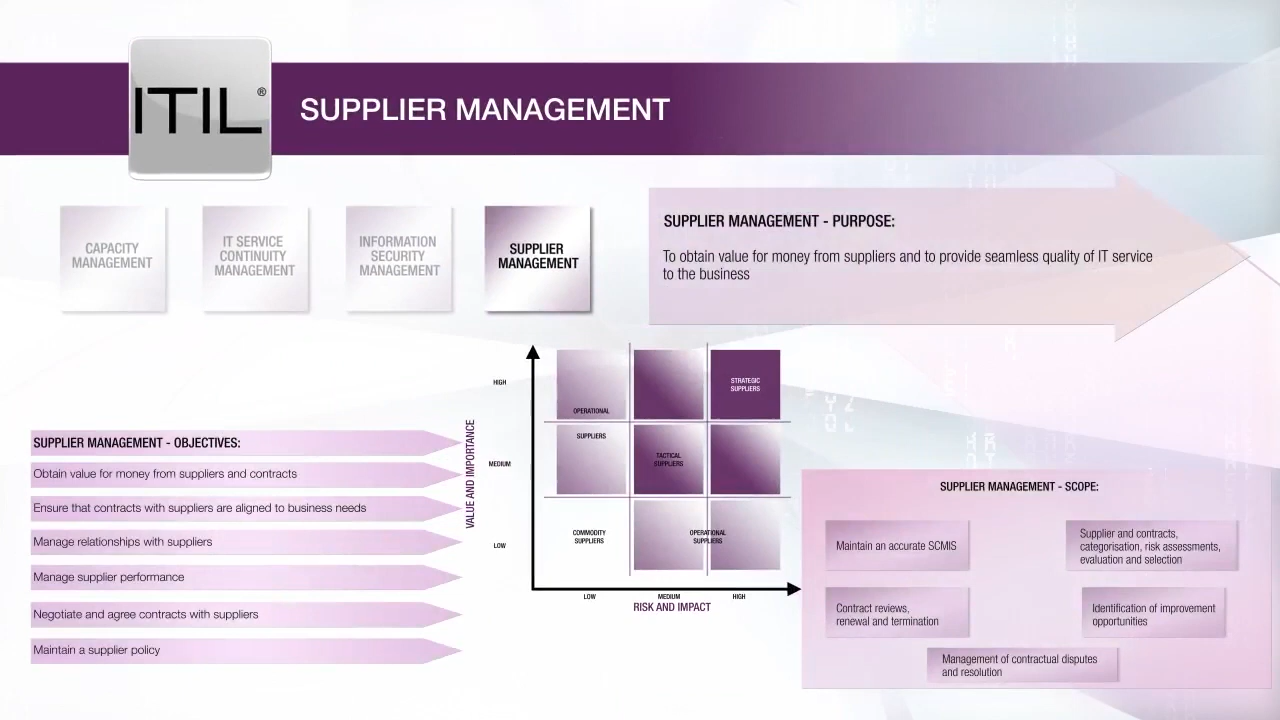 ITIL®
SUPPLIER MANAGEMENT
CAPACITY
MANAGEMENT
IT SERVICE
CONTINUITY
MANAGEMENT
INFORMATION
SECURITY
MANAGEMENT
SUPPLIER
MANAGEMENT
SUPPLIER MANAGEMENT - PURPOSE:
To obtain value for money from suppliers and to provide seamless quality of IT service
to the business
SUPPLIER MANAGEMENT - OBJECTIVES:
Obtain value for money from suppliers and contracts
Ensure that contracts with suppliers are aligned to business needs
Manage relationships with suppliers
Manage supplier performance
Negotiate and agree contracts with suppliers
Maintain a supplier policy
VALUE AND IMPORTANCE
HIGH
MEDIUM
LOW
OPERATIONAL
SUPPLIERS
STRATEGIC
SUPPLIERS
TACTICAL
SUPPLIERS
COMMODITY
SUPPLIERS
OPERATIONAL
SUPPLIERS
LOW
MEDIUM
HIGH
RISK AND IMPACT
SUPPLIER MANAGEMENT - SCOPE:
Maintain an accurate SCMIS
Supplier and contracts,
categorisation, risk assessments,
evaluation and selection
Contract reviews,
renewal and termination
Identification of improvement
opportunities
Management of contractual disputes
and resolution